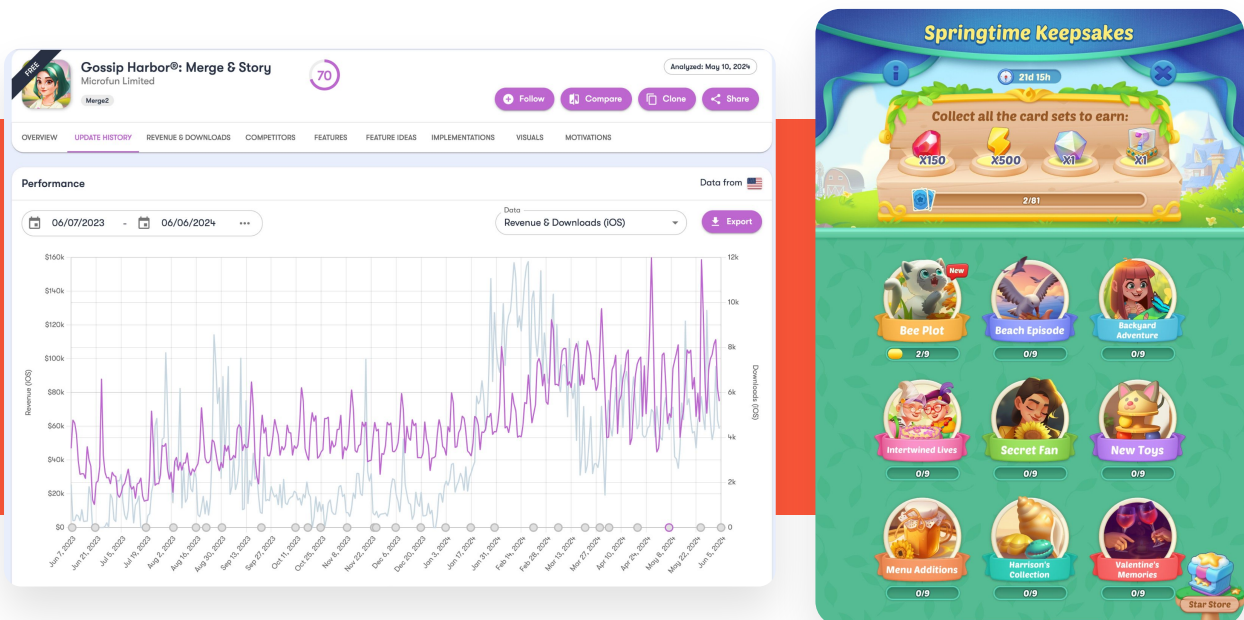 FREE
Gossip Harbor®: Merge & Story
Microfun Limited
Merge2
70
Analyzed: May 10, 2024
Follow
Compare
Clone
Share
OVERVIEW
UPDATE HISTORY
REVENUE & DOWNLOADS
COMPETITORS
FEATURES
FEATURE IDEAS
IMPLEMENTATIONS
VISUALS
MOTIVATIONS
Performance
Data from
06/07/2023 - 06/06/2024 •••
Data
Revenue & Downloads (iOS)
Export
$160k
$140k
$120k
$100k
$80k
$60k
$40k
$20k
$0
Revenue (iOS)
12k
10k
8k
6k
4k
2k
0
Downloads (iOS)
Jun 7, 2023
Jun 21, 2023
Jul 5, 2023
Jul 19, 2023
Aug 2, 2023
Aug 16, 2023
Aug 30, 2023
Sep 13, 2023
Sep 27, 2023
Oct 11, 2023
Oct 25, 2023
Nov 8, 2023
Nov 22, 2023
Dec 6, 2023
Dec 20, 2023
Jan 3, 2024
Jan 17, 2024
Jan 31, 2024
Feb 14, 2024
Feb 28, 2024
Mar 13, 2024
Mar 27, 2024
Apr 10, 2024
Apr 24, 2024
May 8, 2024
May 22, 2024
Jun 5, 2024
Springtime Keepsakes
i
21d 15h
Collect all the card sets to earn:
X150
X500
X1
?
X1
2/81
New
Bee Plot
2/9
Beach Episode
0/9
Backyard
Adventure
0/9
Intertwined Lives
0/9
Secret Fan
0/9
New Toys
0/9
Menu Additions
0/9
Harrison's
Collection
0/9
Valentine's
Memories
0/9
Star Store